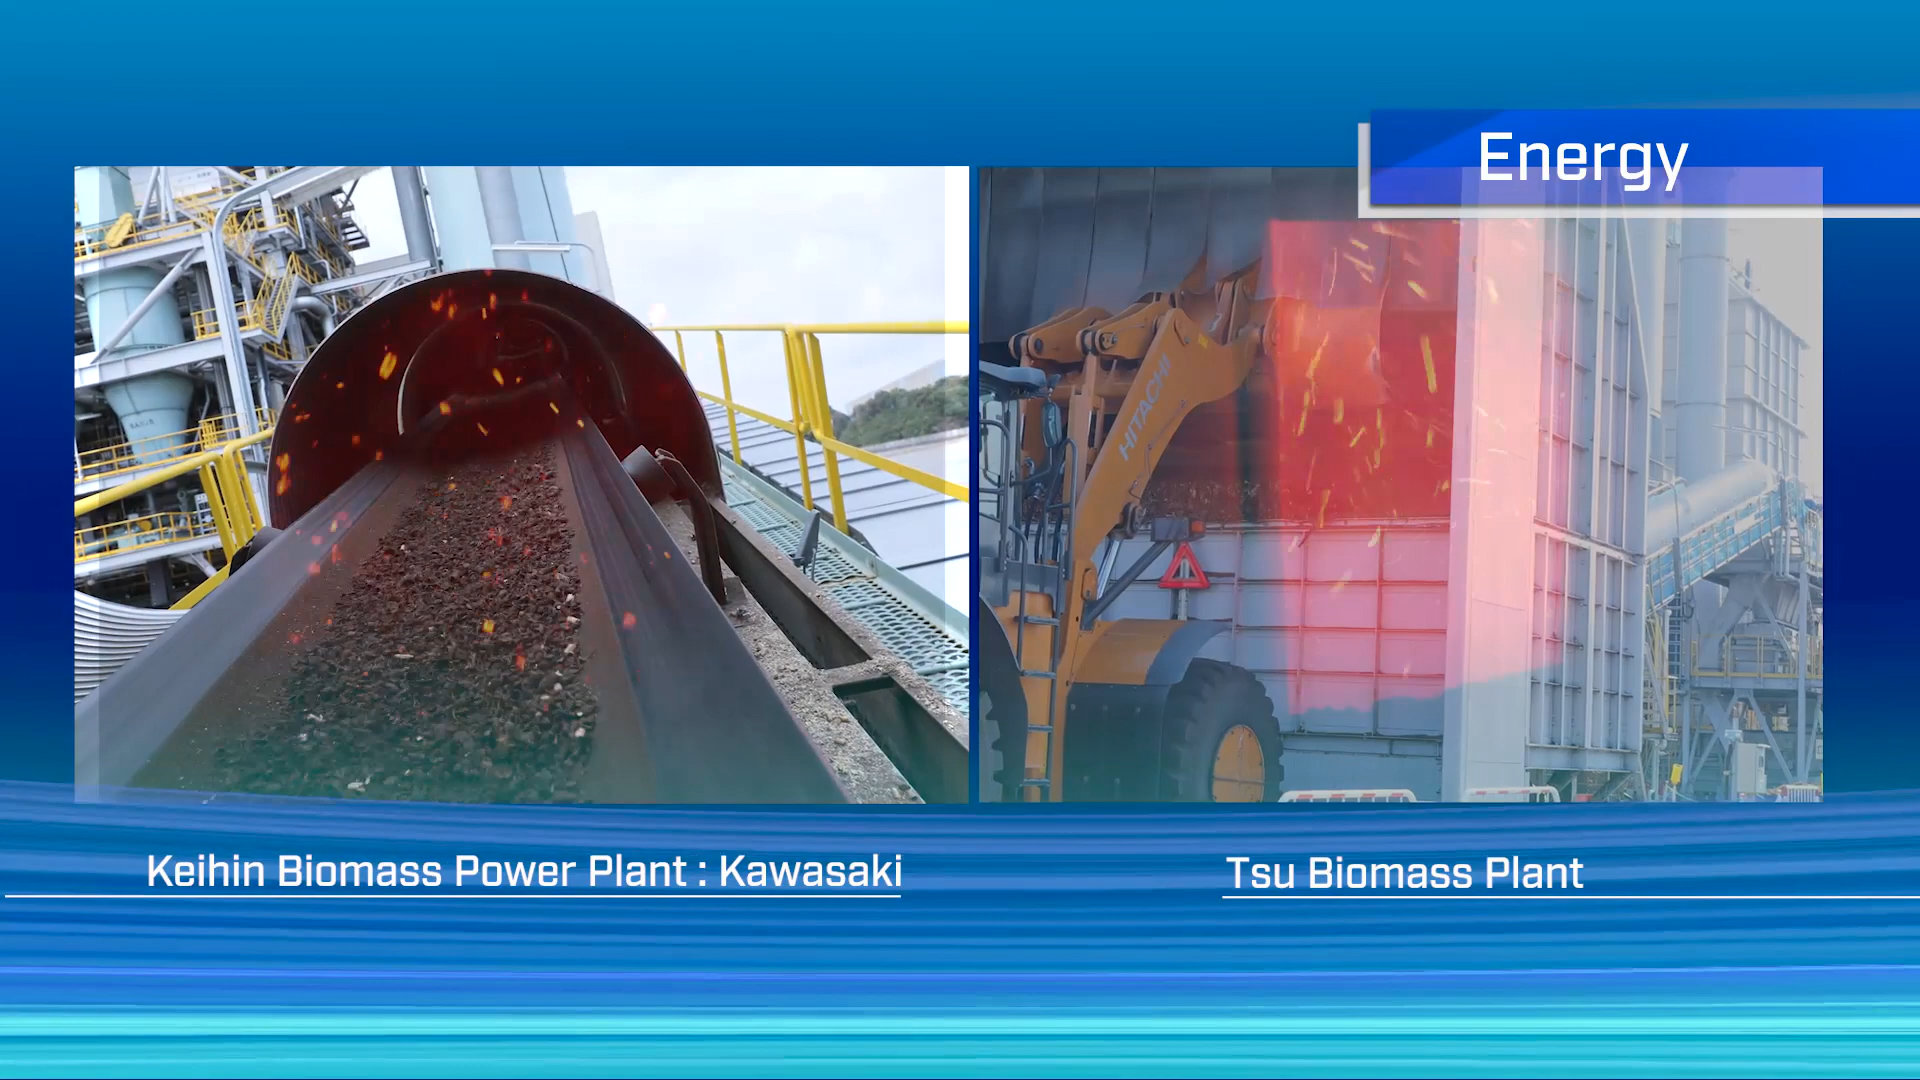 Energy
HITACHI
Keihin Biomass Power Plant : Kawasaki
Tsu Biomass Plant